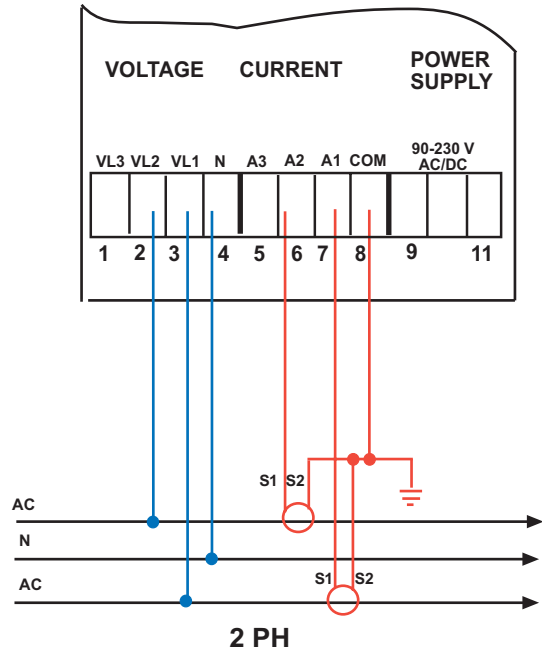 VOLTAGE CURRENT POWER SUPPLY
VL3 VL2 VL1 N A3 A2 A1 COM 90-230 V AC/DC
1 2 3 4 5 6 7 8 9 11
S1 S2
AC
N
AC S1 S2
2 PH